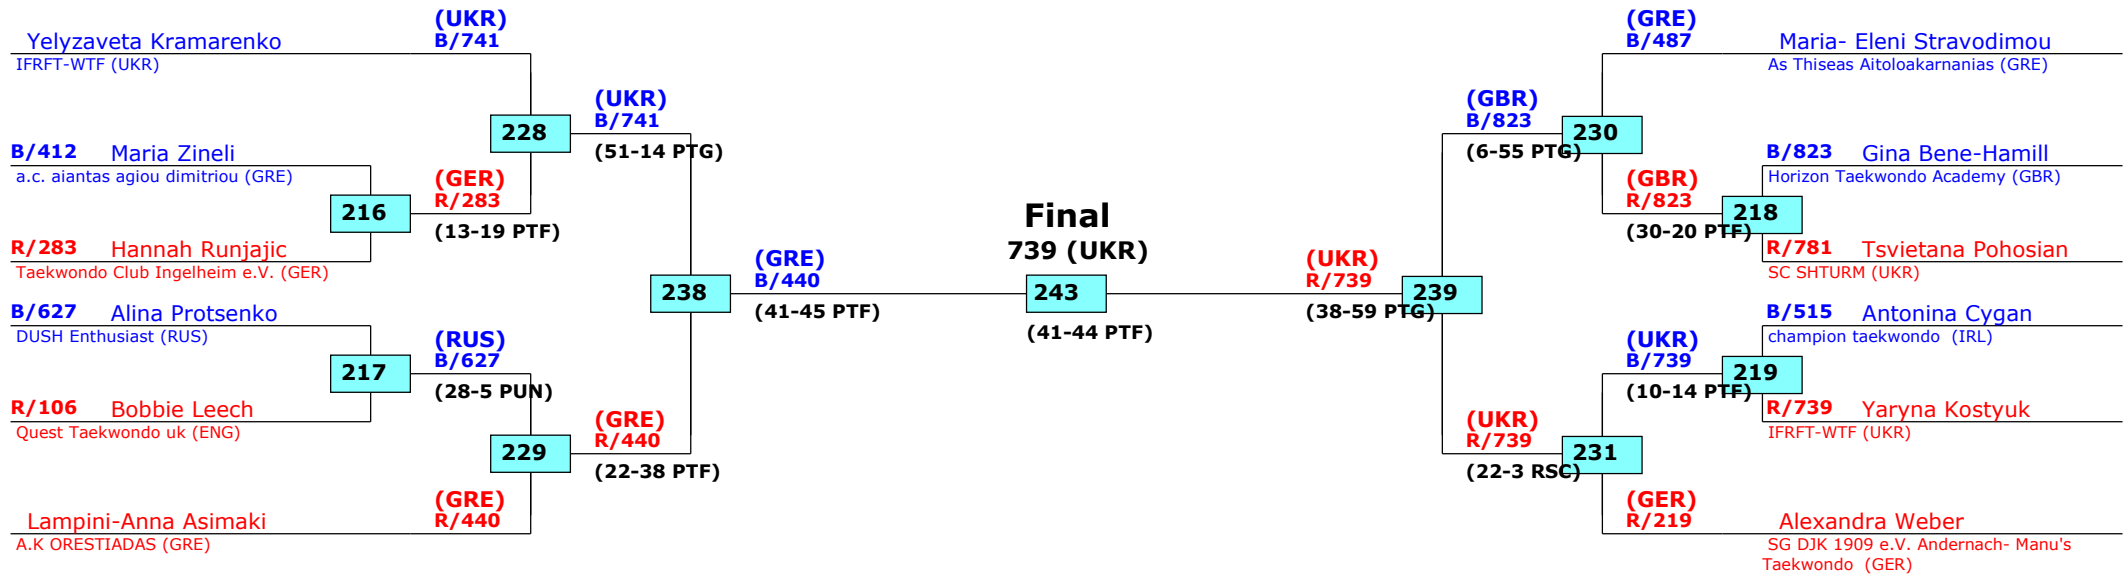 (UKR)
B/741
Yelyzaveta Kramarenko
IFRFT-WTF (UKR)
B/412 Maria Zineli
a.c. aiantas agiou dimitriou (GRE)
R/283 Hannah Runjajic
Taekwondo Club Ingelheim e.V. (GER)
B/627 Alina Protsenko
DUSH Enthusiast (RUS)
R/106 Bobbie Leech
Quest Taekwondo uk (ENG)
(GRE)
R/440
Lampini-Anna Asimaki
A.K ORESTIADAS (GRE)
216
(GER)
R/283
(13-19 PTF)
217
(RUS)
B/627
(28-5 PUN)
228
(UKR)
B/741
(51-14 PTG)
229
(GRE)
R/440
(22-38 PTF)
238
(GRE)
B/440
(41-45 PTF)
Final
739 (UKR)
243
(41-44 PTF)
(UKR)
R/739
(38-59 PTG)
239
(GBR)
B/823
(6-55 PTG)
230
(UKR)
R/739
(22-3 RSC)
231
(GRE)
B/487
Maria- Eleni Stravodimou
As Thiseas Aitoloakarnanias (GRE)
(GBR)
R/823
(30-20 PTF)
218
B/823 Gina Bene-Hamill
Horizon Taekwondo Academy (GBR)
R/781 Tsvietana Pohosian
SC SHTURM (UKR)
(UKR)
B/739
(10-14 PTF)
219
B/515 Antonina Cygan
champion taekwondo (IRL)
R/739 Yaryna Kostyuk
IFRFT-WTF (UKR)
(GER)
R/219
Alexandra Weber
SG DJK 1909 e.V. Andernach- Manu's
Taekwondo (GER)